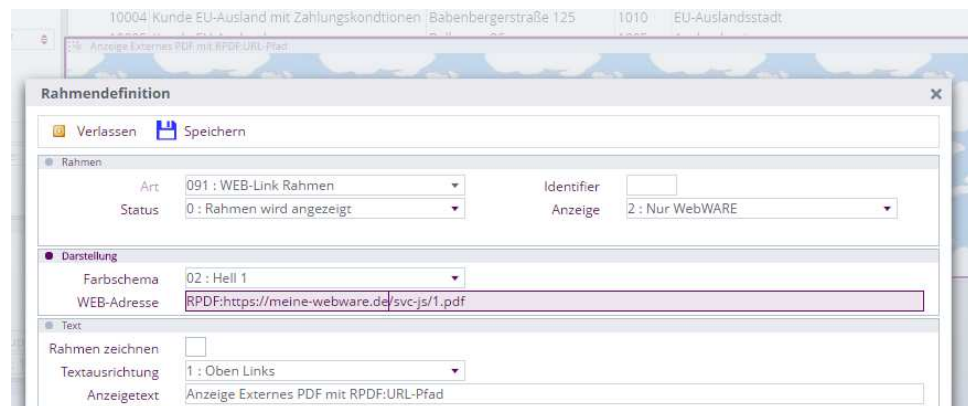 10004 Kunde EU-Ausland mit Zahlungskondtionen Babenbergerstraße 125 1010 EU-Auslandsstadt
Anzeige Externes PDF mit RPDF:URL-Pfad
Rahmendefinition
Verlassen Speichern
Rahmen
Art 091 : WEB-Link Rahmen Identifier
Status 0 : Rahmen wird angezeigt Anzeige 2 : Nur WebWARE
Darstellung
Farbschema 02 : Hell 1
WEB-Adresse RPDF:https://meine-webware.de/svc-js/1.pdf
Text
Rahmen zeichnen
Textausrichtung 1 : Oben Links
Anzeigetext Anzeige Externes PDF mit RPDF:URL-Pfad